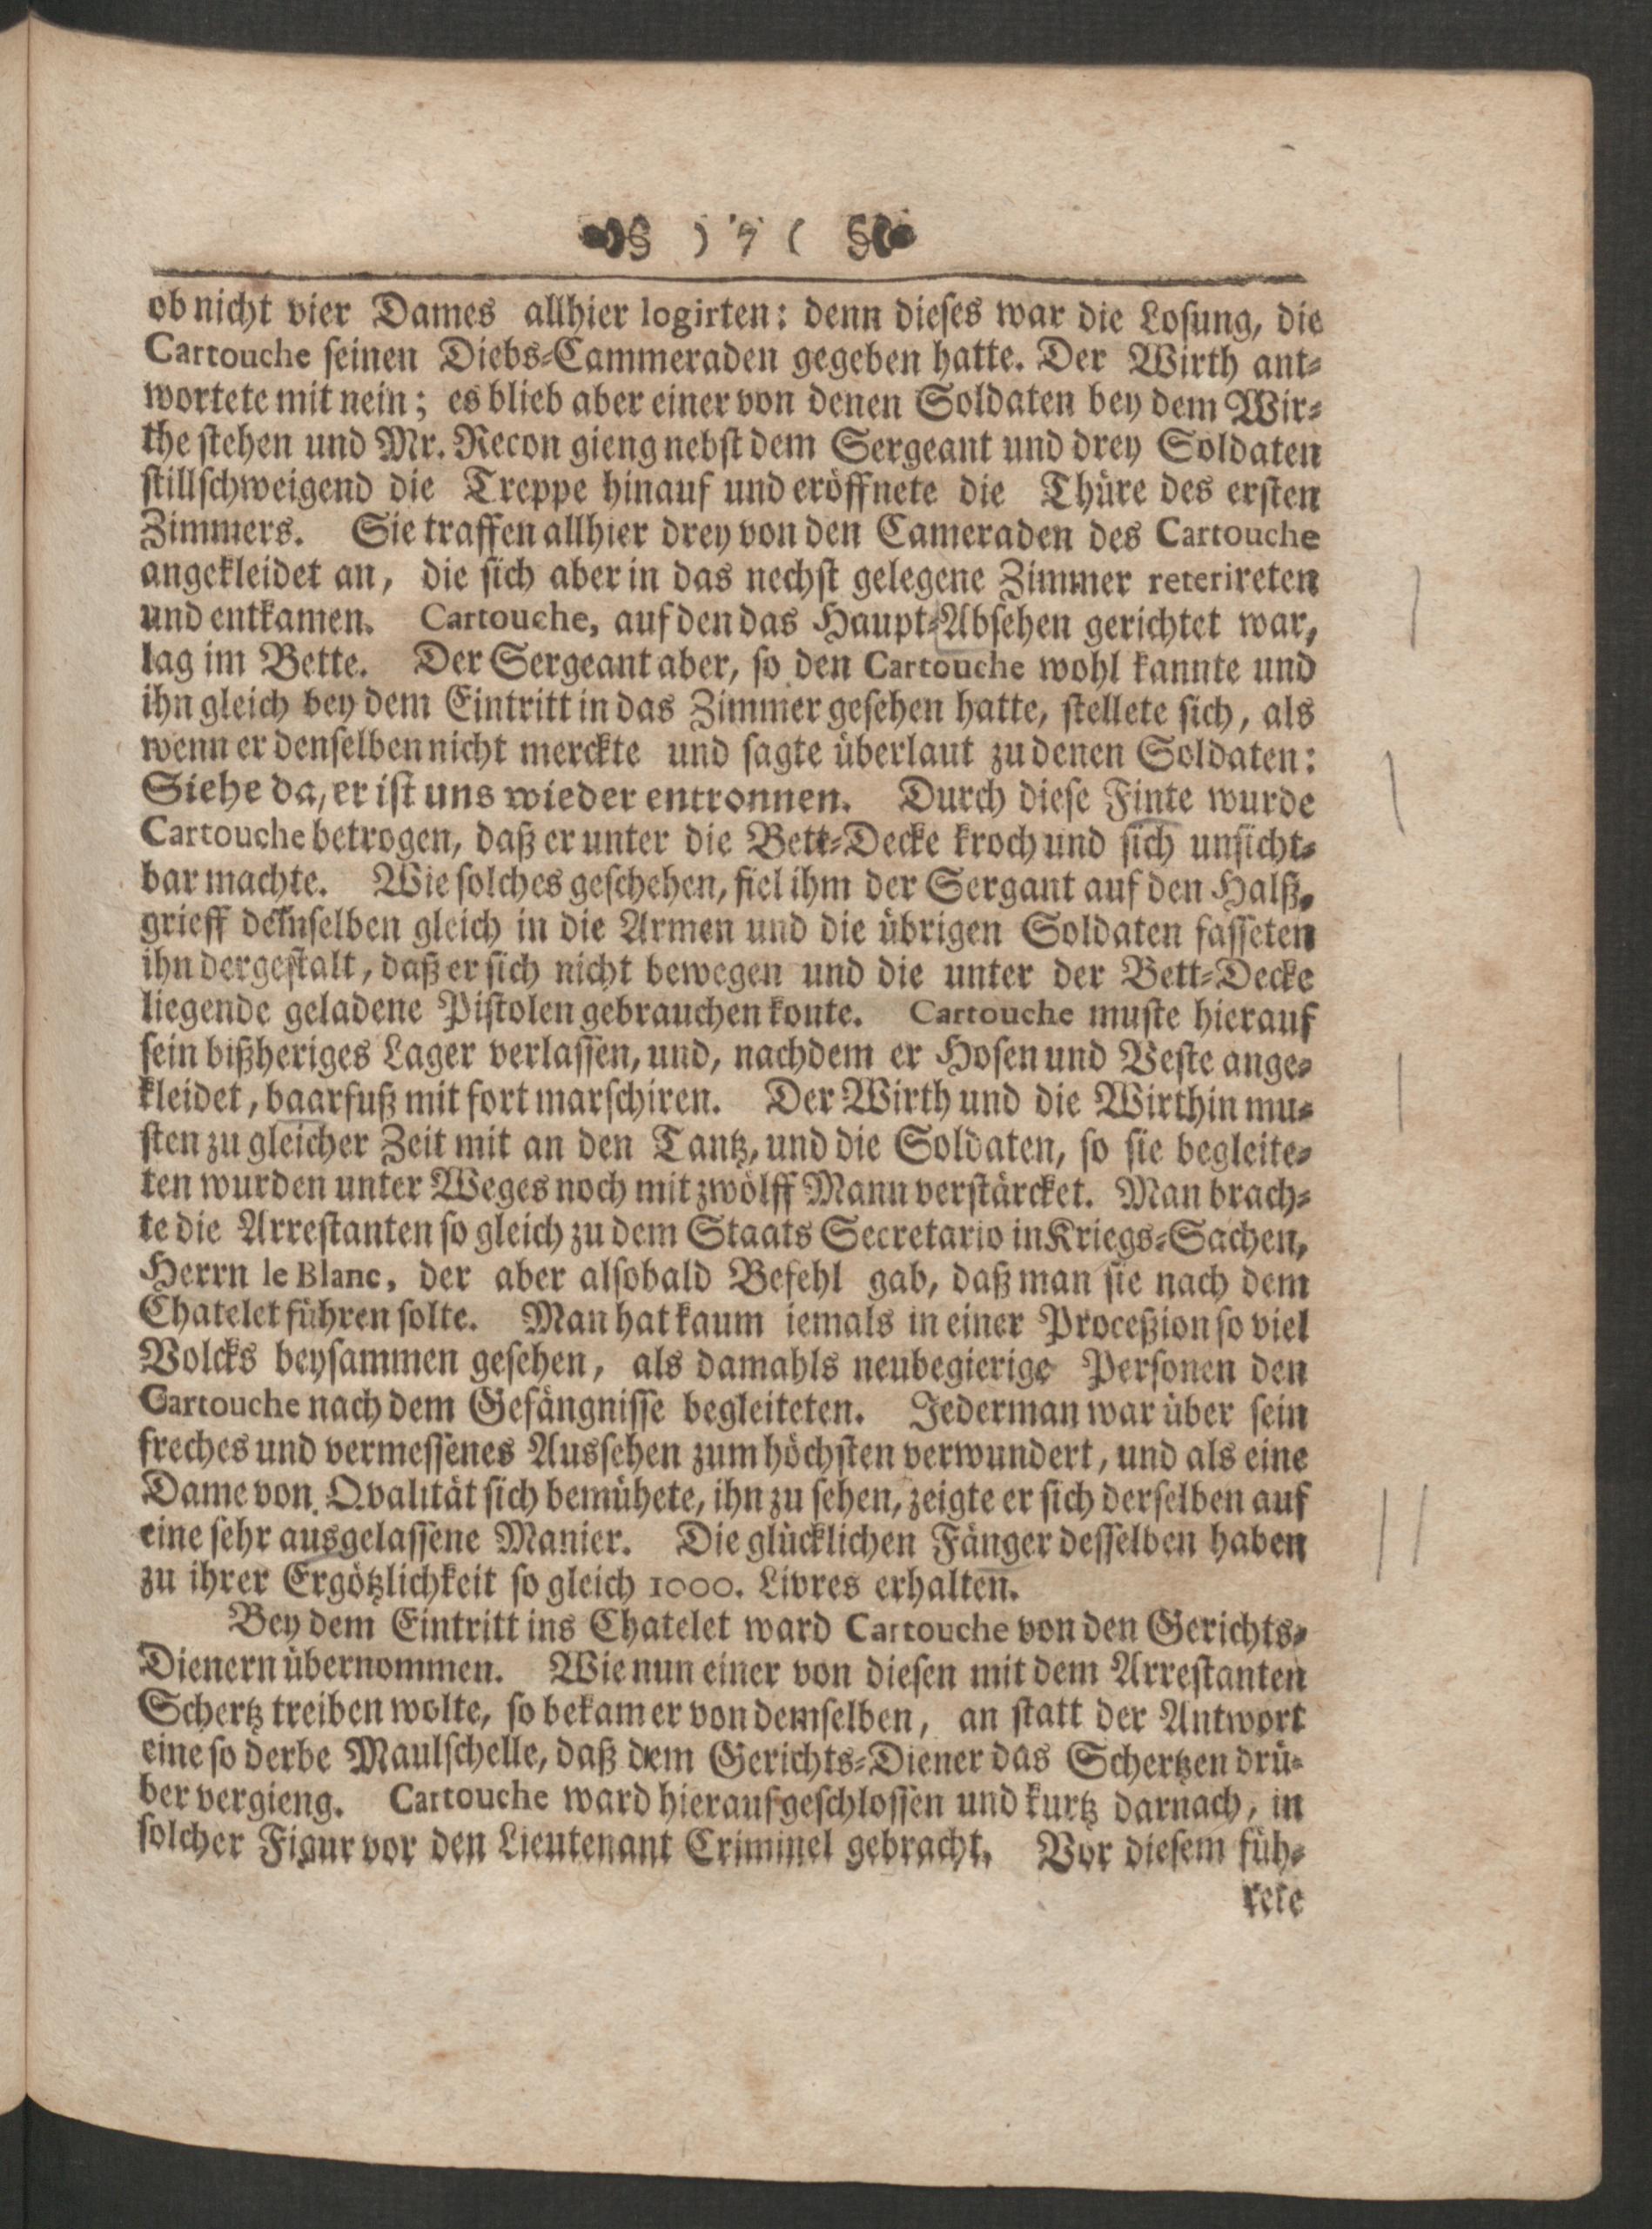 ) 7 (
ob nicht vier Dames allhier logirten: denn dieses war die Losung, die
Cartouche seinen Diebs-Cammeraden gegeben hatte. Der Wirth ant-
wortete mit nein; es blieb aber einer von denen Soldaten bey dem Wir-
the stehen und Mr. Recon gieng nebst dem Sergeant und drey Soldaten
stillschweigend die Treppe hinauf und eröffnete die Thüre des ersten
Zimmers. Sie traffen allhier drey von den Cameraden des Cartouche
angekleidet an, die sich aber in das nechst gelegene Zimmer reterireten
und entkamen. Cartouche, auf den das Haupt-Absehen gerichtet war,
lag im Bette. Der Sergeant aber, so den Cartouche wohl kannte und
ihn gleich bey dem Eintritt in das Zimmer gesehen hatte, stellete sich, als
wenn er denselben nicht merckte und sagte überlaut zu denen Soldaten:
Siehe da, er ist uns wieder entronnen. Durch diese Finte wurde
Cartouche betrogen, daß er unter die Bett-Decke kroch und sich unsicht-
bar machte. Wie solches geschehen, fiel ihm der Sergant auf den Halß,
grieff demselben gleich in die Armen und die übrigen Soldaten fasseten
ihn dergestalt, daß er sich nicht bewegen und die unter der Bett-Decke
liegende geladene Pistolen gebrauchen konte. Cartouche muste hierauf
sein bißheriges Lager verlassen, und, nachdem er Hosen und Veste ange-
kleidet, baarfuß mit fort marschiren. Der Wirth und die Wirthin mu-
sten zu gleicher Zeit mit an den Tantz, und die Soldaten, so sie begleite-
ten wurden unter Weges noch mit zwölff Mann verstärcket. Man brach-
te die Arrestanten so gleich zu dem Staats Secretario in Kriegs-Sachen,
Herrn le Blanc, der aber alsobald Befehl gab, daß man sie nach dem
Chatelet führen solte. Man hat kaum iemals in einer Proceßion so viel
Volcks beysammen gesehen, als damahls neubegierige Personen den
Cartouche nach dem Gefängnisse begleiteten. Jederman war über sein
freches und vermessenes Aussehen zum höchsten verwundert, und als eine
Dame von Qvalität sich bemühete, ihn zu sehen, zeigte er sich derselben auf
eine sehr ausgelassene Manier. Die glücklichen Fänger desselben haben
zu ihrer Ergötzlichkeit so gleich 1000. Livres erhalten.
Bey dem Eintritt ins Chatelet ward Cartouche von den Gerichts-
Dienern übernommen. Wie nun einer von diesen mit dem Arrestanten
Schertz treiben wolte, so bekam er von demselben, an statt der Antwort
eine so derbe Maulschelle, daß dem Gerichts-Diener das Schertzen drü-
ber vergieng. Cartouche ward hierauf geschlossen und kurtz darnach, in
solcher Figur vor den Lieutenant Criminel gebracht. Vor diesem füh-
rete